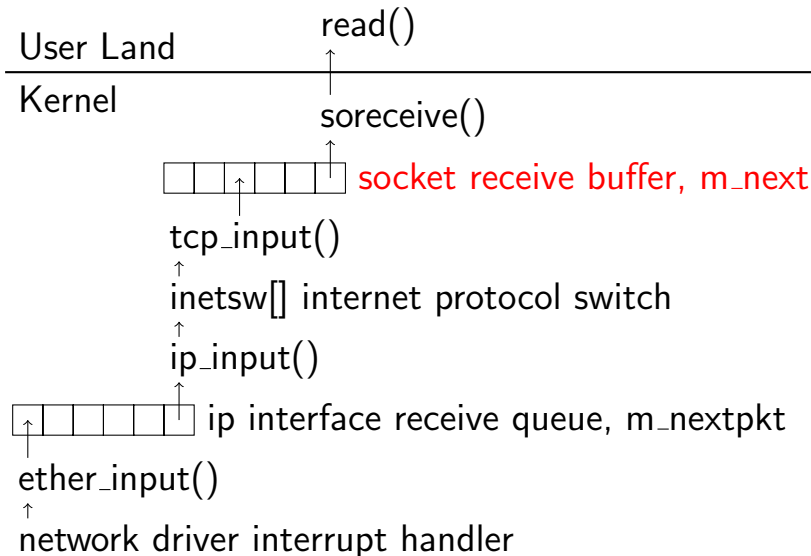 read()
User Land
Kernel
soreceive()
socket receive buffer, m_next
tcp_input()
inetsw[] internet protocol switch
ip_input()
ip interface receive queue, m_nextpkt
ether_input()
network driver interrupt handler